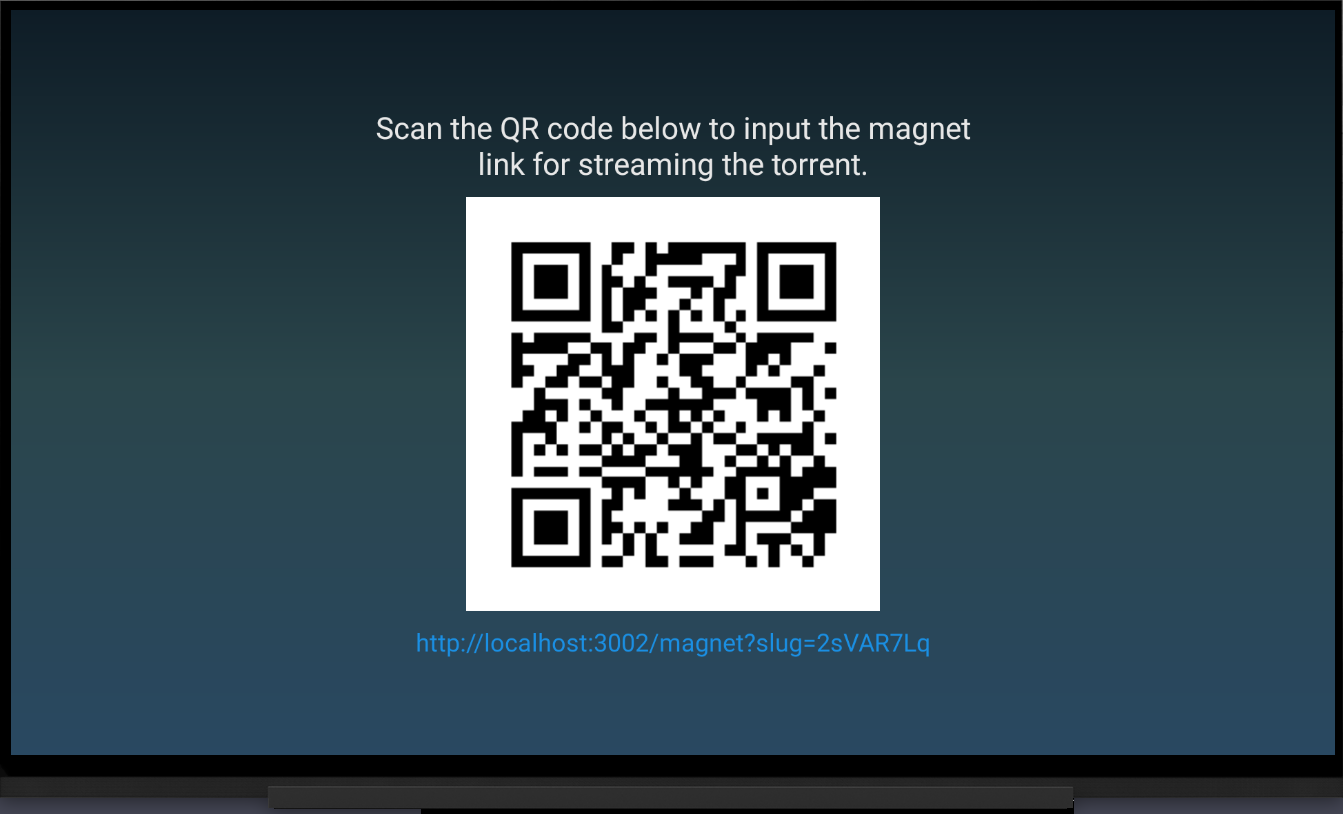 Scan the QR code below to input the magnet
link for streaming the torrent.
http://localhost:3002/magnet?slug=2sVAR7Lq